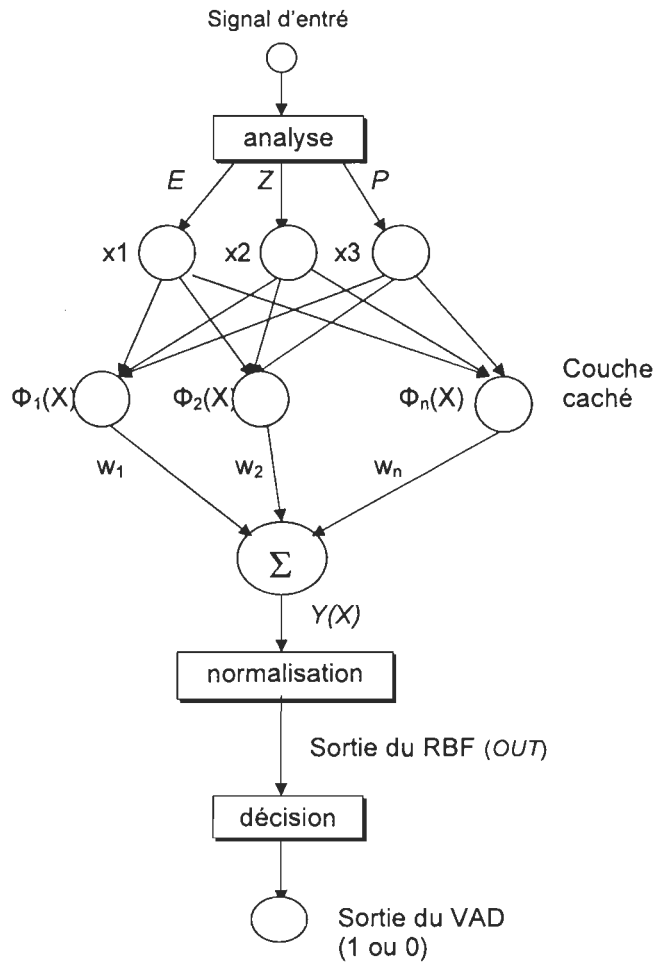 Signal d'entré
analyse
E Z P
x1 x2 x3
Φ₁(X) Φ₂(X) Φₙ(X)
Couche
caché
w₁ w₂ wₙ
Σ
Y(X)
normalisation
Sortie du RBF (OUT)
décision
Sortie du VAD
(1 ou 0)